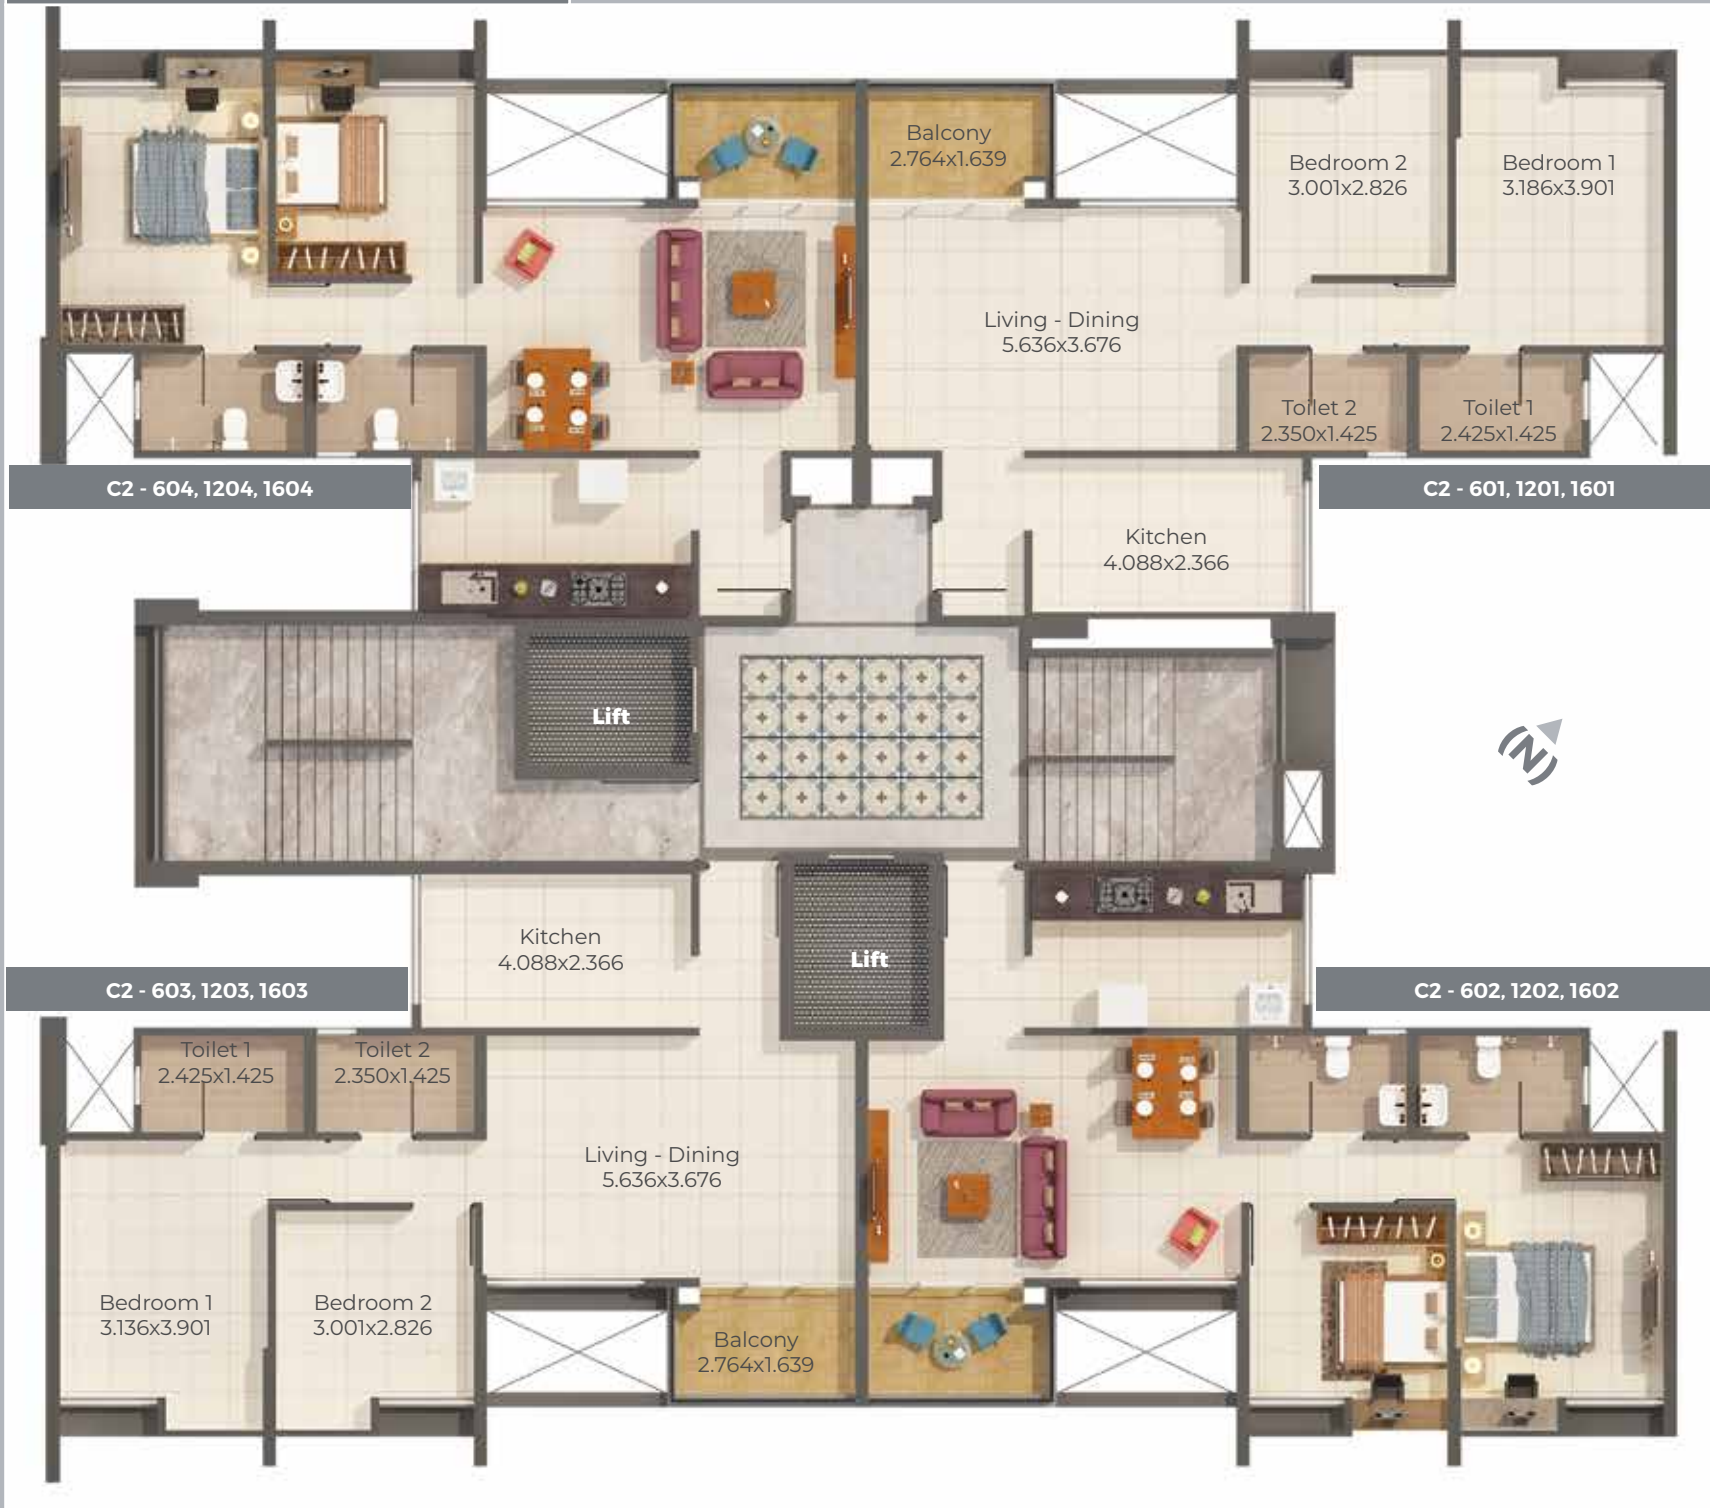 Balcony
2.764x1.639
Bedroom 2
3.001x2.826
Bedroom 1
3.186x3.901
Living - Dining
5.636x3.676
Toilet 2
2.350x1.425
Toilet 1
2.425x1.425
C2 - 604, 1204, 1604
C2 - 601, 1201, 1601
Kitchen
4.088x2.366
Lift
N
Kitchen
4.088x2.366
Lift
C2 - 603, 1203, 1603
C2 - 602, 1202, 1602
Toilet 1
2.425x1.425
Toilet 2
2.350x1.425
Living - Dining
5.636x3.676
Bedroom 1
3.136x3.901
Bedroom 2
3.001x2.826
Balcony
2.764x1.639